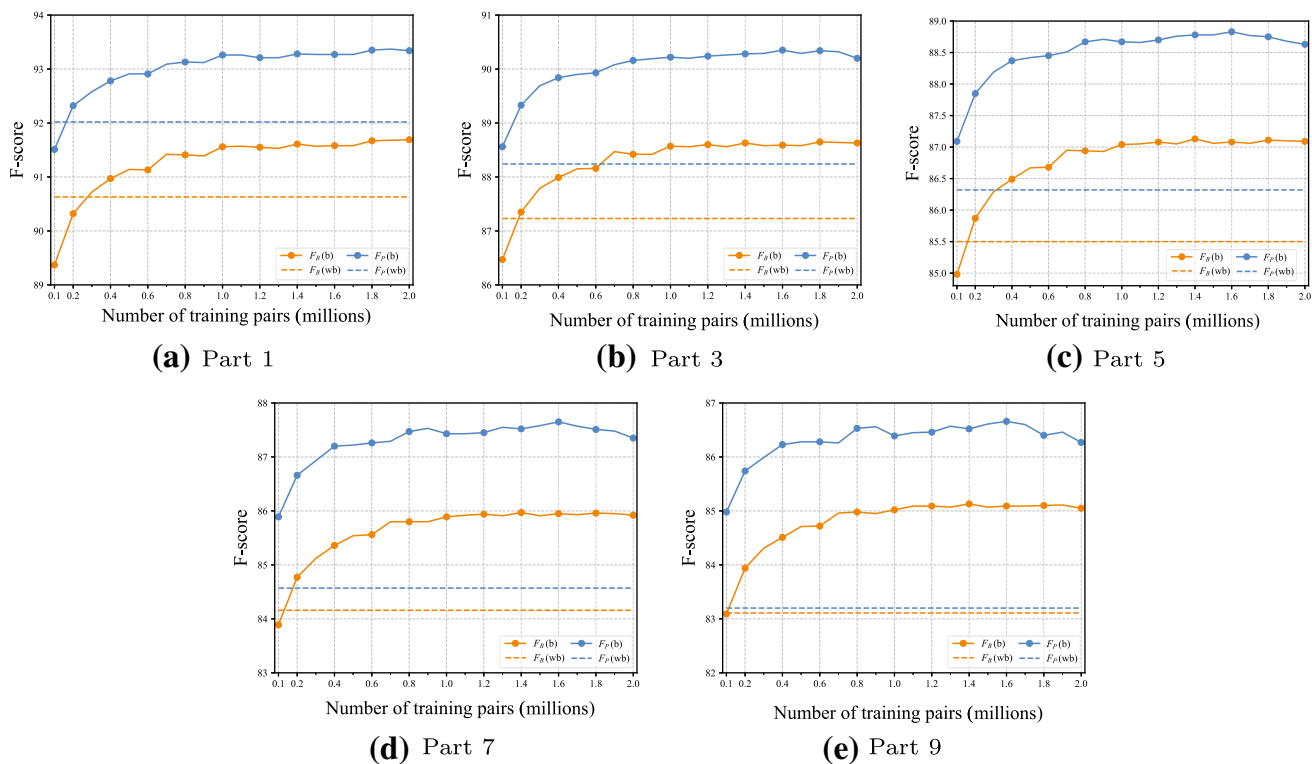 94
93
92
91
90
89
F-score
F_B(b)
F_P(b)
F_B(wb)
F_P(wb)
0.1 0.2 0.4 0.6 0.8 1.0 1.2 1.4 1.6 1.8 2.0
Number of training pairs (millions)
(a) Part 1
91
90
89
88
87
86
F-score
F_B(b)
F_P(b)
F_B(wb)
F_P(wb)
0.1 0.2 0.4 0.6 0.8 1.0 1.2 1.4 1.6 1.8 2.0
Number of training pairs (millions)
(b) Part 3
89.0
88.5
88.0
87.5
87.0
86.5
86.0
85.5
85.0
F-score
F_B(b)
F_P(b)
F_B(wb)
F_P(wb)
0.1 0.2 0.4 0.6 0.8 1.0 1.2 1.4 1.6 1.8 2.0
Number of training pairs (millions)
(c) Part 5
88
87
86
85
84
83
F-score
F_B(b)
F_P(b)
F_B(wb)
F_P(wb)
0.1 0.2 0.4 0.6 0.8 1.0 1.2 1.4 1.6 1.8 2.0
Number of training pairs (millions)
(d) Part 7
87
86
85
84
83
82
F-score
F_B(b)
F_P(b)
F_B(wb)
F_P(wb)
0.1 0.2 0.4 0.6 0.8 1.0 1.2 1.4 1.6 1.8 2.0
Number of training pairs (millions)
(e) Part 9